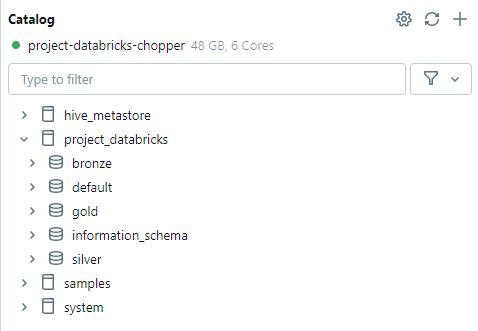 Catalog
project-databricks-chopper 48 GB, 6 Cores
Type to filter
hive_metastore
project_databricks
bronze
default
gold
information_schema
silver
samples
system